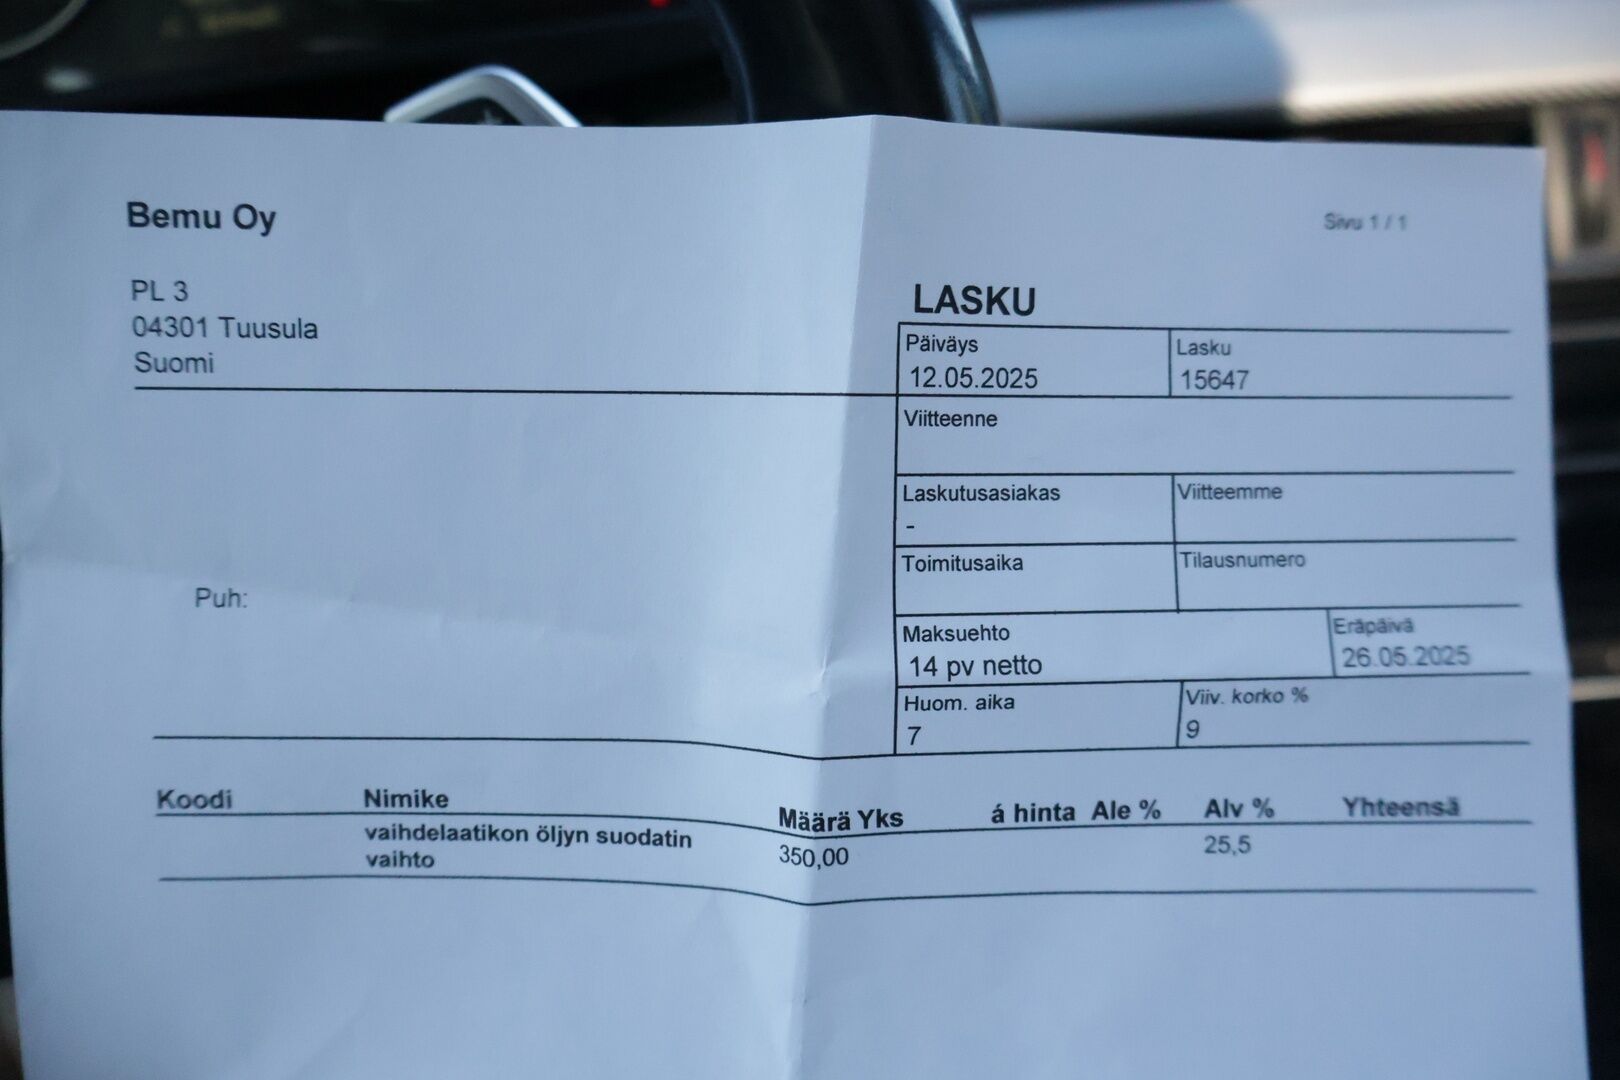 Bemu Oy
Sivu 1 / 1
PL 3
04301 Tuusula
Suomi
LASKU
Päiväys
12.05.2025
Lasku
15647
Viitteenne
Laskutusasiakas
-
Viitteemme
Toimitusaika
Tilausnumero
Puh:
Maksuehto
14 pv netto
Eräpäivä
26.05.2025
Huom. aika
7
Viiv. korko %
9
Koodi Nimike Määrä Yks á hinta Ale % Alv % Yhteensä
vaihdelaatikon öljyn suodatin 350,00 25,5
vaihto